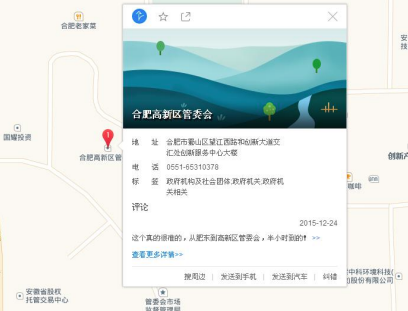 合肥老家菜
国耀投资
合肥高新区管
安徽省股权
托管交易中心
合肥高新区管委会
地 址 合肥市蜀山区望江西路和创新大道交
汇处创新服务中心大楼
电 话 0551-65310378
标 签 政府机构及社会团体;政府机关;政府机
关相关
评论
2015-12-24
这个真的很难的，从肥东到高新区管委会，半小时到的! >>
查看更多详情>>
搜周边 | 发送到手机 | 发送到汽车 | 纠错
管委会市场
安
技
创新产
咖啡
中科环境科技(
股份有限公司